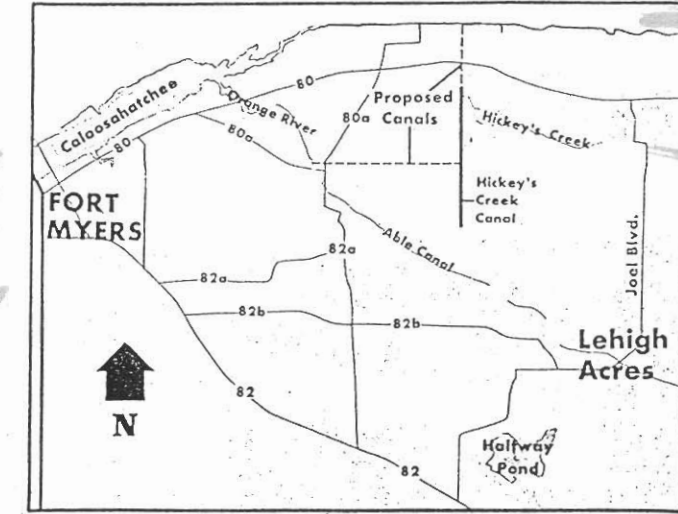 Caloosahatchee
80
Orange River
80
80a
80a
Proposed
Canals
Hickey's Creek
FORT
MYERS
Hickey's
Creek
Canal
Able Canal
Joel Blvd.
82a
82a
82b
82b
Lehigh
Acres
82
N
82
Halfway
Pond